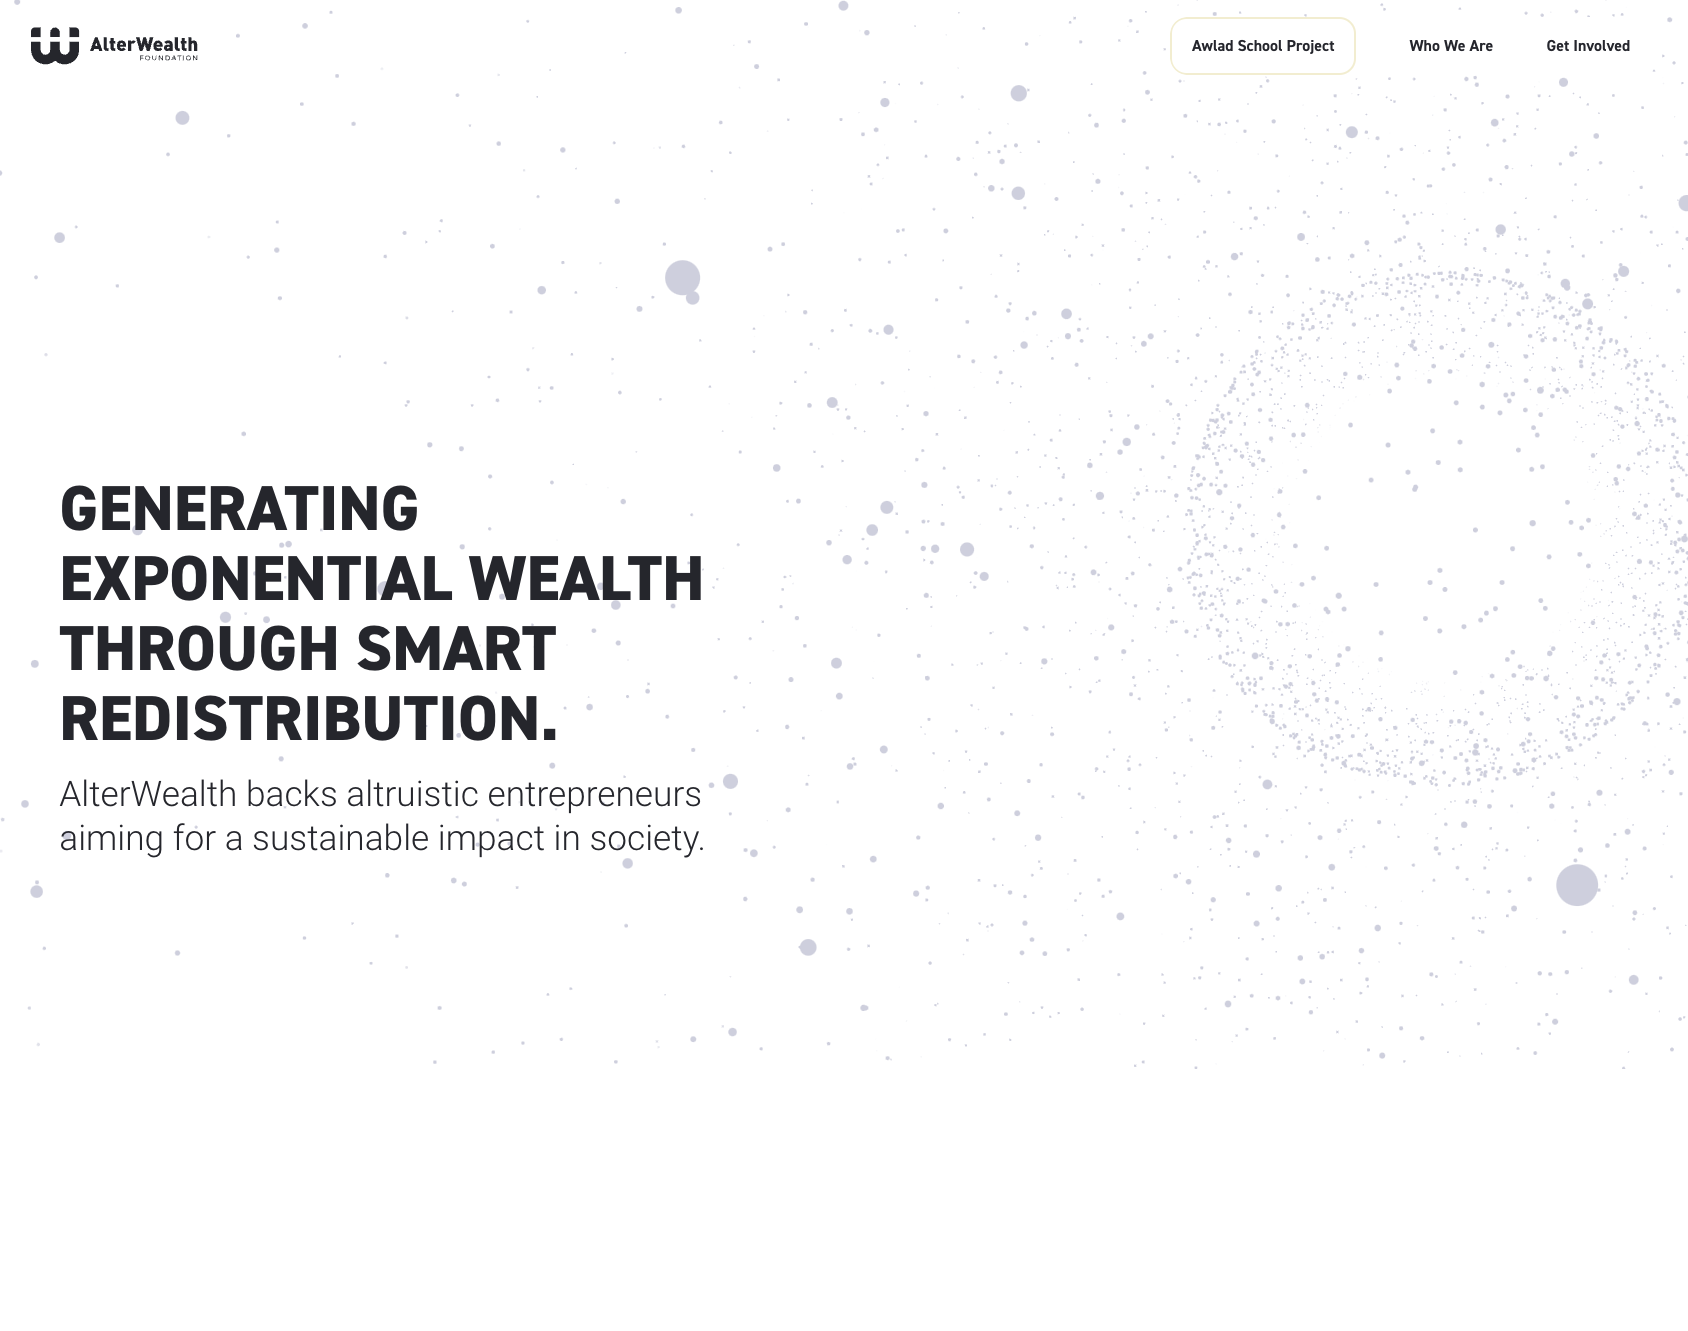 AlterWealth
FOUNDATION
Awlad School Project
Who We Are
Get Involved
GENERATING
EXPONENTIAL WEALTH
THROUGH SMART
REDISTRIBUTION.
AlterWealth backs altruistic entrepreneurs
aiming for a sustainable impact in society.